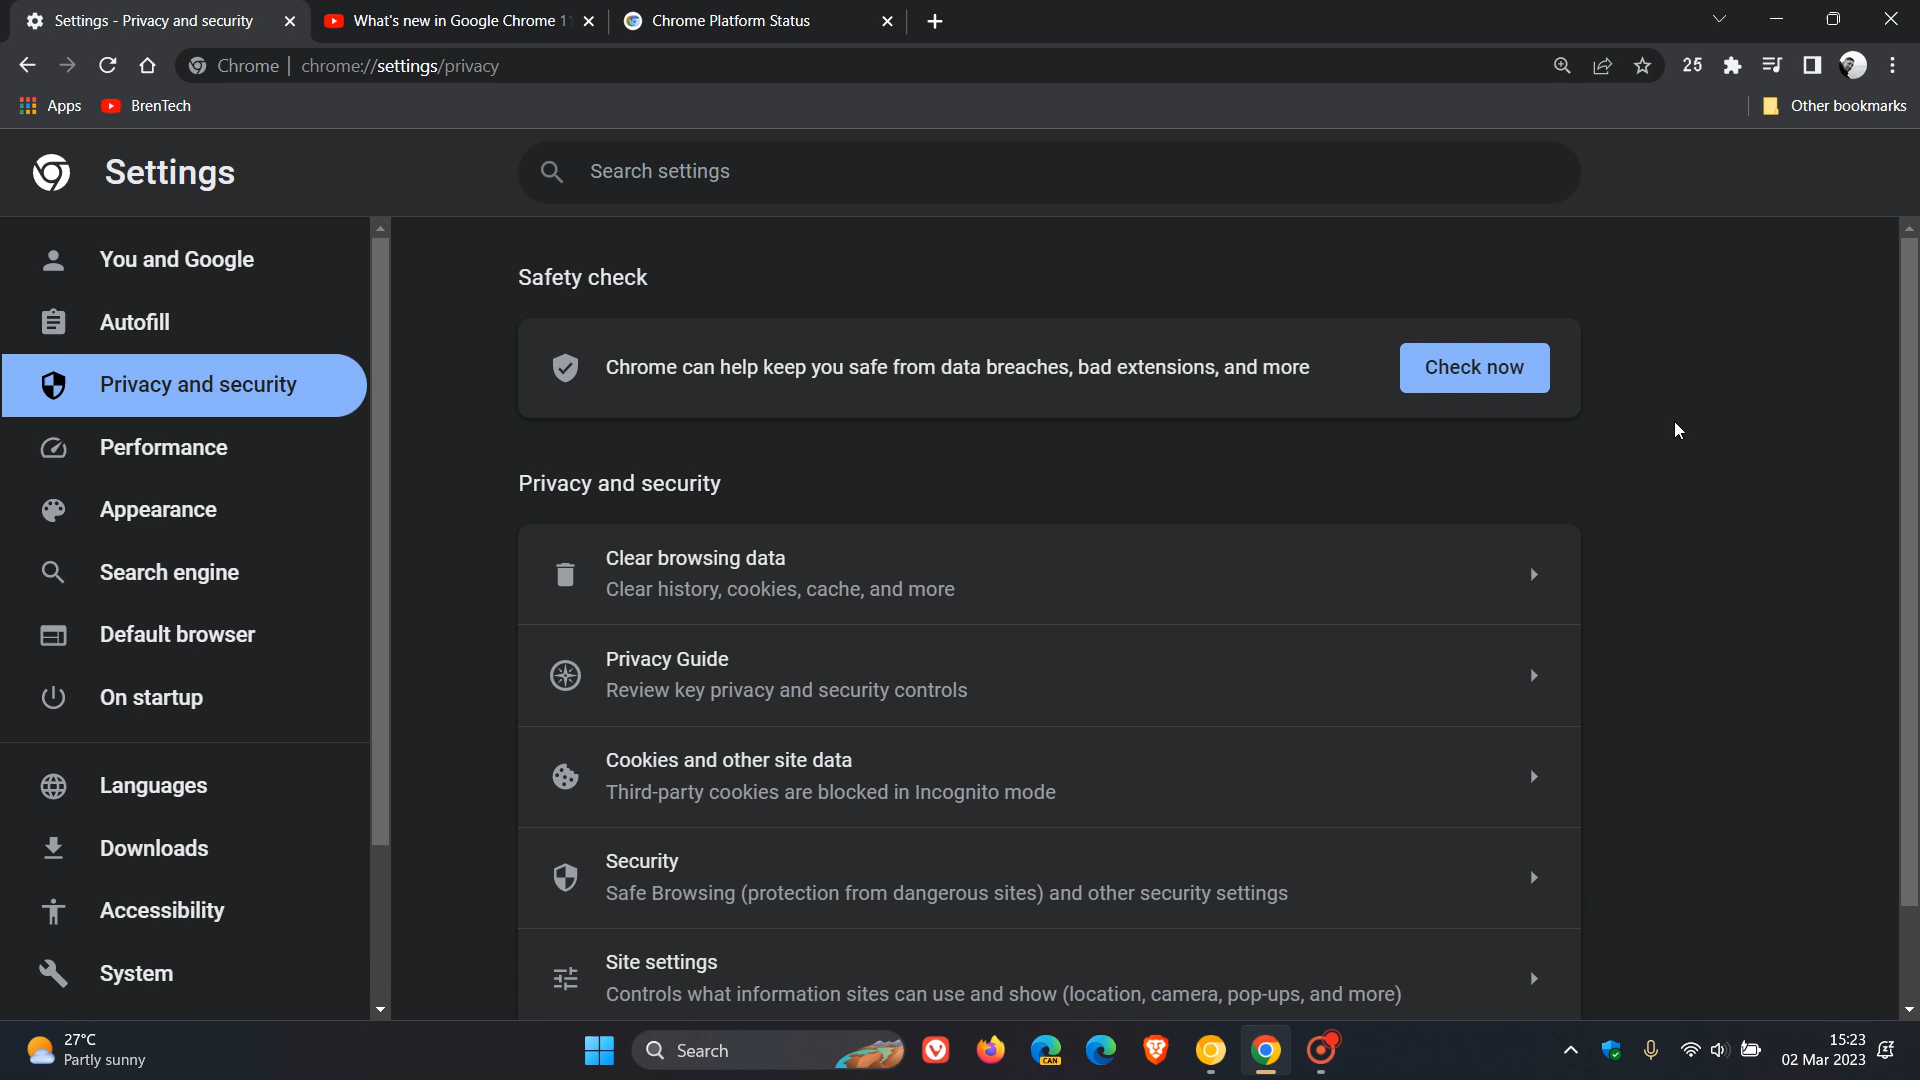 Settings - Privacy and security
What's new in Google Chrome 11
Chrome Platform Status
Chrome | chrome://settings/privacy
25
Apps
BrenTech
Other bookmarks
Settings
Search settings
You and Google
Autofill
Privacy and security
Performance
Appearance
Search engine
Default browser
On startup
Languages
Downloads
Accessibility
System
Safety check
Chrome can help keep you safe from data breaches, bad extensions, and more
Check now
Privacy and security
Clear browsing data
Clear history, cookies, cache, and more
Privacy Guide
Review key privacy and security controls
Cookies and other site data
Third-party cookies are blocked in Incognito mode
Security
Safe Browsing (protection from dangerous sites) and other security settings
Site settings
Controls what information sites can use and show (location, camera, pop-ups, and more)
27°C
Partly sunny
Search
CAN
15:23
02 Mar 2023